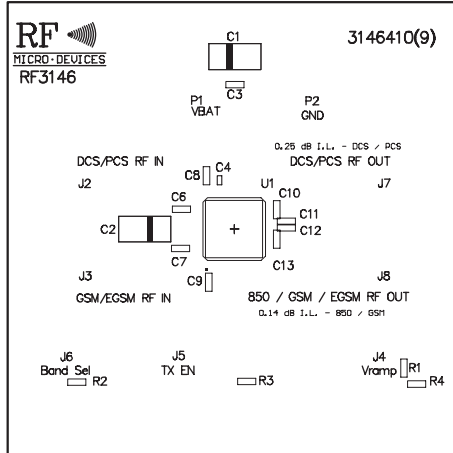 RF
MICRO·DEVICES
RF3146
3146410(9)
C1
C3
P1
VBAT
P2
GND
0.25 dB I.L. - DCS / PCS
DCS/PCS RF IN
DCS/PCS RF OUT
J2
C8
C4
U1
J7
C6
C10
C11
C12
C2
C7
C13
J3
C9
J8
GSM/EGSM RF IN
850 / GSM / EGSM RF OUT
0.14 dB I.L. - 850 / GSM
J6
Band Sel
R2
J5
TX EN
R3
J4
Vramp
R1
R4